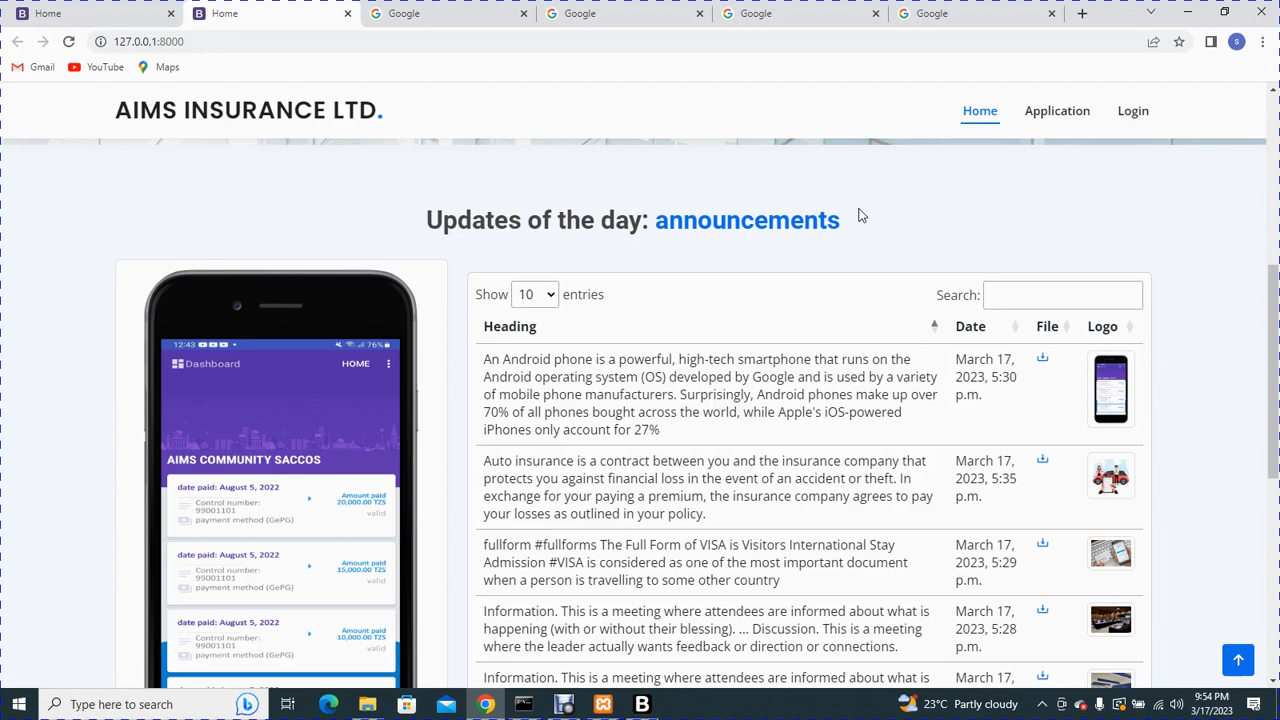 Home
Home
Google
Google
Google
Google
127.0.0.1:8000
S
Gmail
YouTube
Maps
AIMS INSURANCE LTD.
Home
Application
Login
Updates of the day: announcements
12:43
76%
Dashboard
HOME
AIMS COMMUNITY SACCOS
date paid: August 5, 2022
Control number:
99001101
payment method (GePG)
Amount paid
20,000.00 TZS
valid
date paid: August 5, 2022
Control number:
99001101
payment method (GePG)
Amount paid
15,000.00 TZS
valid
date paid: August 5, 2022
Control number:
99001101
payment method (GePG)
Amount paid
10,000.00 TZS
valid
Show 10 entries
Search:
Heading
Date
File
Logo
An Android phone is a powerful, high-tech smartphone that runs on the
Android operating system (OS) developed by Google and is used by a variety
of mobile phone manufacturers. Surprisingly, Android phones make up over
70% of all phones bought across the world, while Apple's iOS-powered
iPhones only account for 27%
March 17,
2023, 5:30
p.m.
Auto insurance is a contract between you and the insurance company that
protects you against financial loss in the event of an accident or theft. In
exchange for your paying a premium, the insurance company agrees to pay
your losses as outlined in your policy.
March 17,
2023, 5:35
p.m.
fullform #fullforms The Full Form of VISA is Visitors International Stay
Admission #VISA is considered as one of the most important document
when a person is travelling to some other country
March 17,
2023, 5:29
p.m.
Information. This is a meeting where attendees are informed about what is
happening (with or without their blessing). ... Discussion. This is a meeting
where the leader actually wants feedback or direction or connections.
March 17,
2023, 5:28
p.m.
Information. This is a meeting where attendees are informed about what is
March 17,
Type here to search
23°C Partly cloudy
9:54 PM
3/17/2023